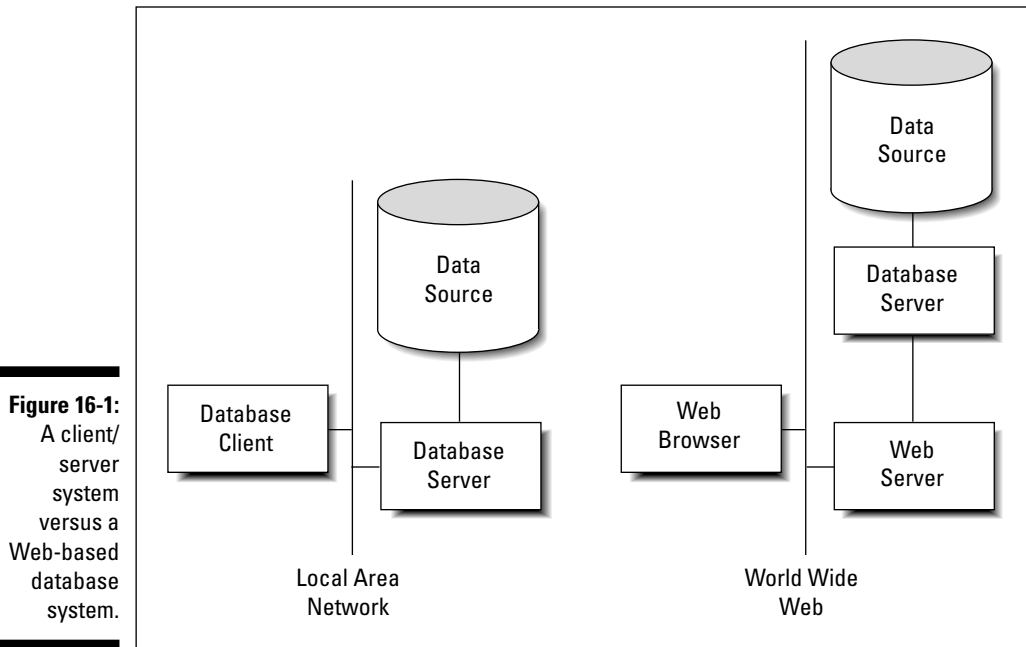 Figure 16-1:
A client/
server
system
versus a
Web-based
database
system.
Data
Source
Database
Client
Database
Server
Local Area
Network
Data
Source
Database
Server
Web
Browser
Web
Server
World Wide
Web